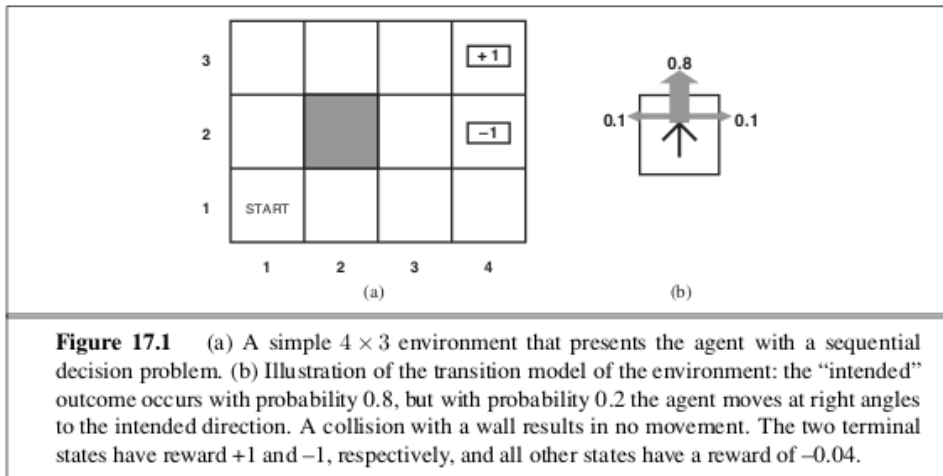 3
+1
0.8
0.1
0.1
2
−1
1
START
1 2 3 4
(a) (b)
Figure 17.1 (a) A simple 4 × 3 environment that presents the agent with a sequential
decision problem. (b) Illustration of the transition model of the environment: the “intended”
outcome occurs with probability 0.8, but with probability 0.2 the agent moves at right angles
to the intended direction. A collision with a wall results in no movement. The two terminal
states have reward +1 and –1, respectively, and all other states have a reward of –0.04.